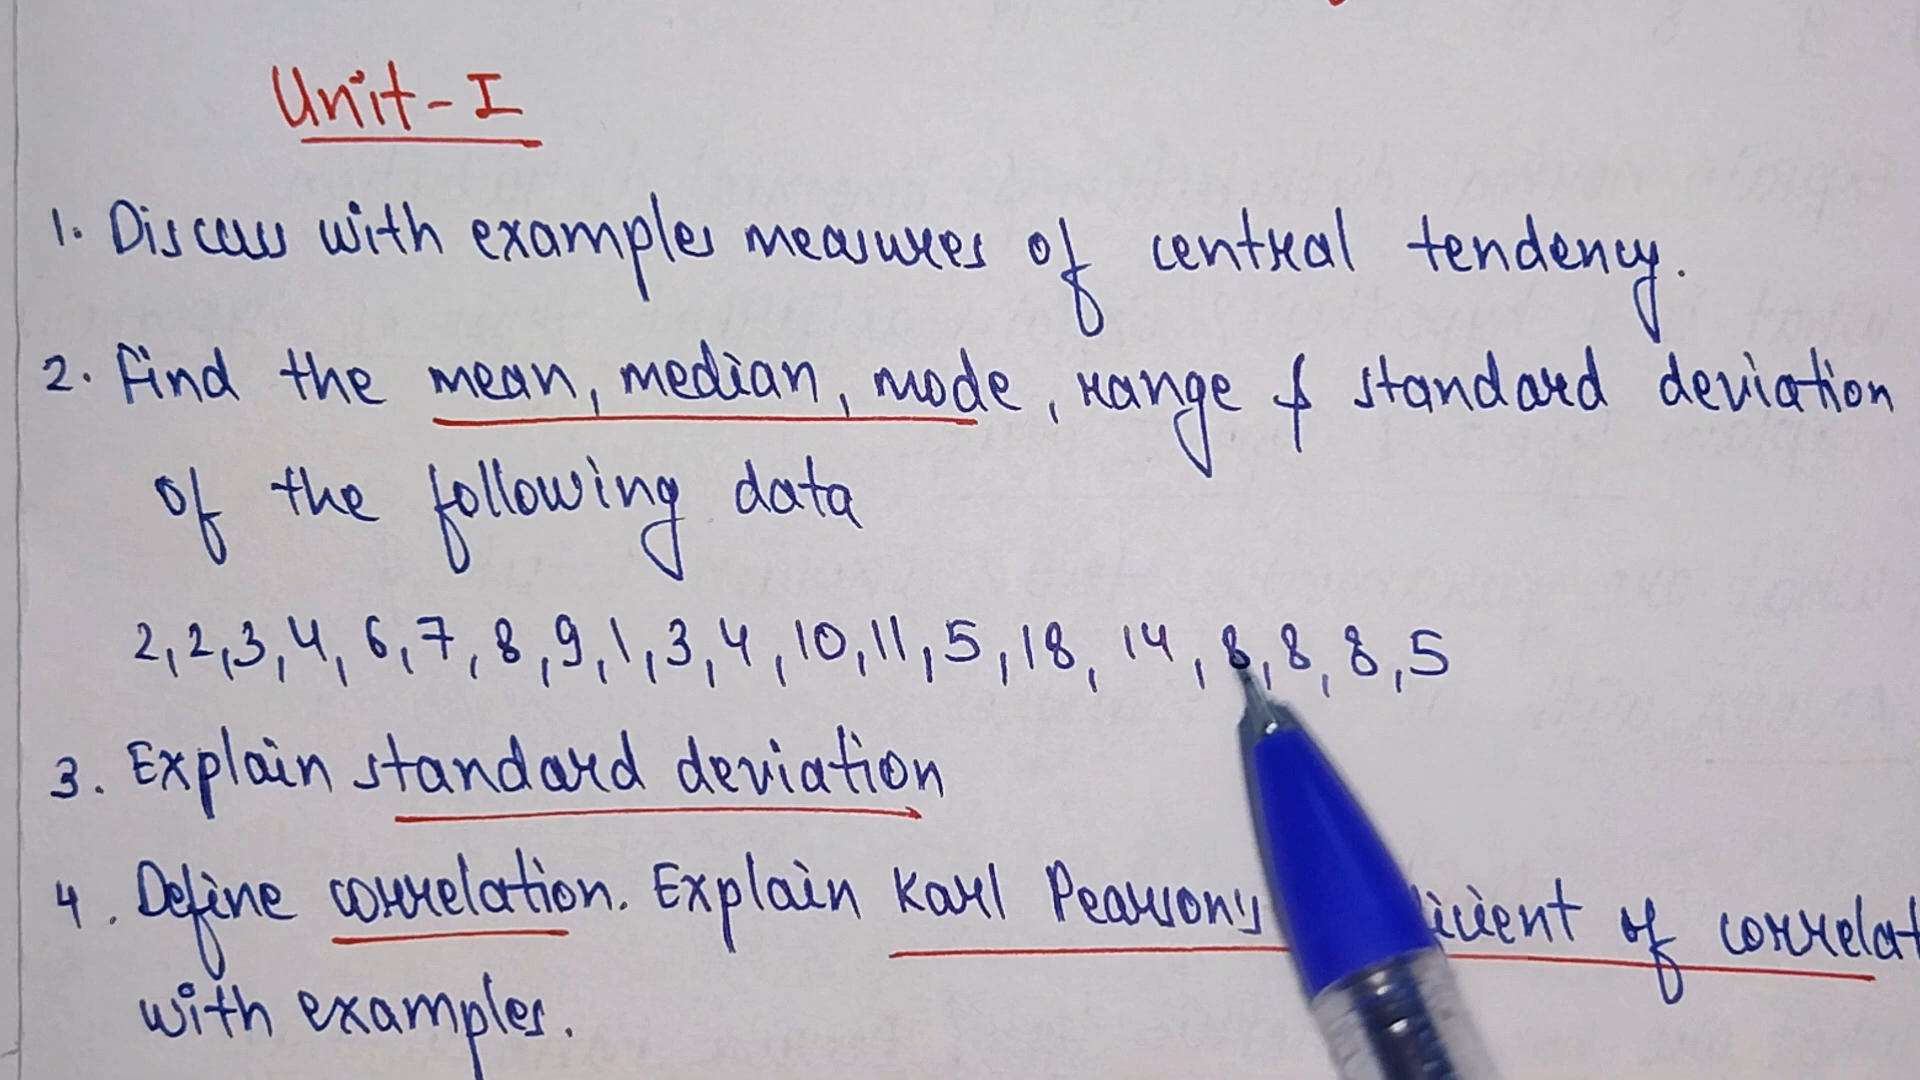 Unit-I
1. Discuss with examples measures of central tendency.
2. Find the mean, median, mode, range & standard deviation
of the following data
2,2,3,4,6,7,8,9,1,3,4,10,11,5,18,14,8,8,8,5
3. Explain standard deviation
4. Define correlation. Explain Karl Pearson's of
with examples.